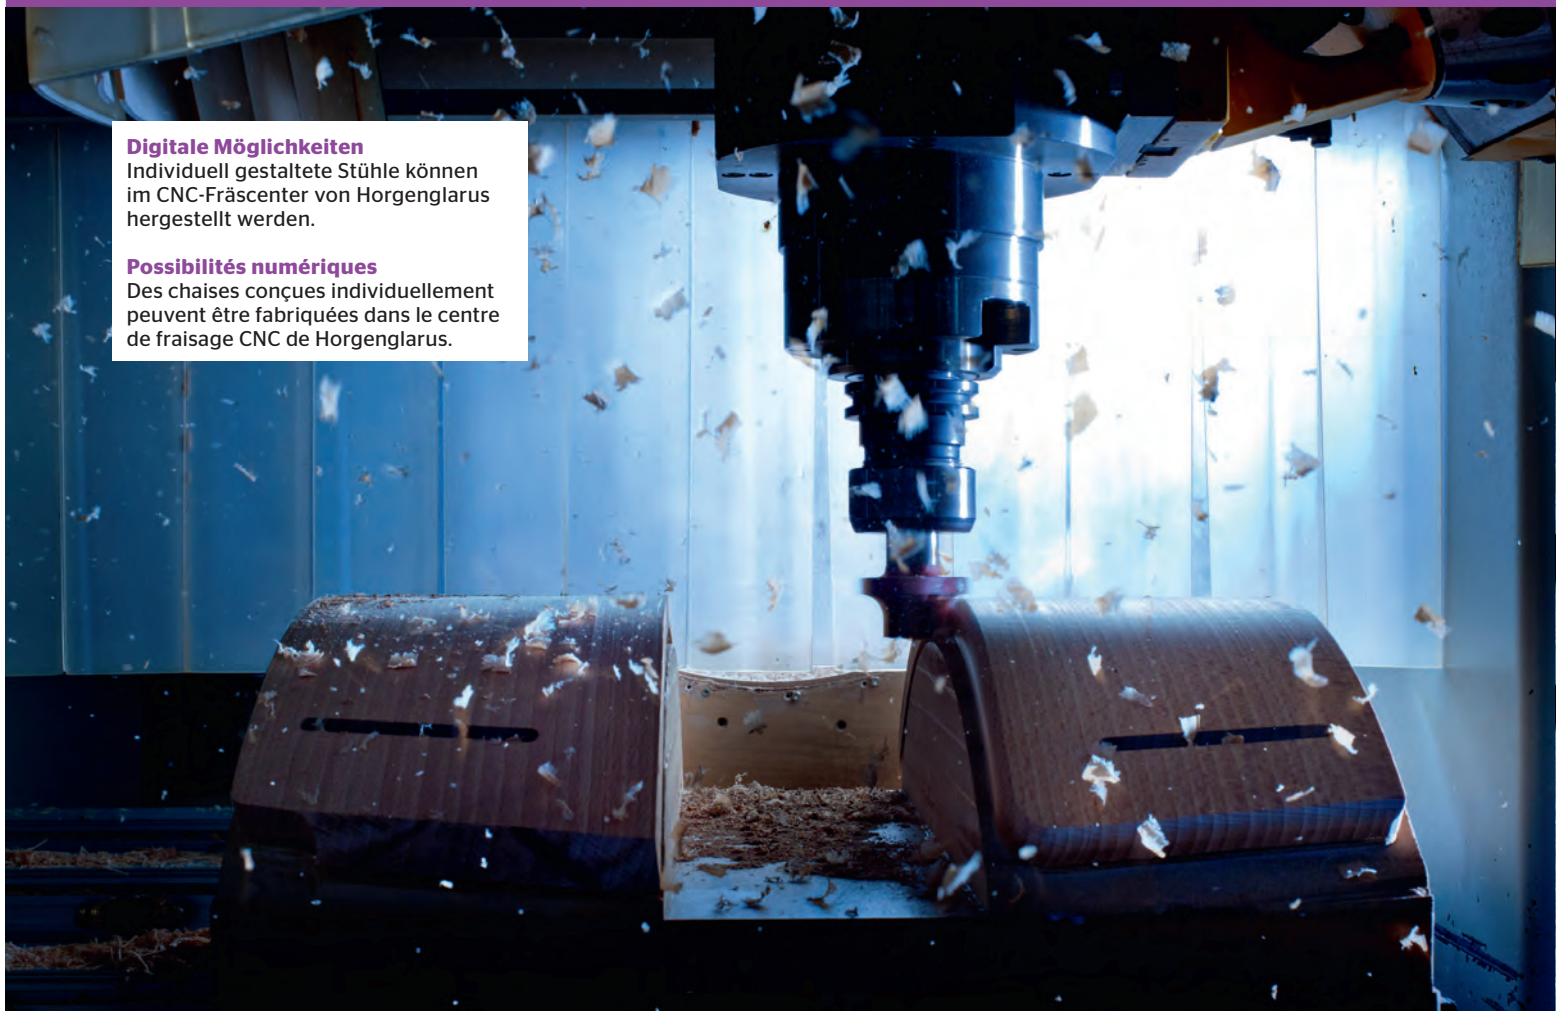 Digitale Möglichkeiten
Individuell gestaltete Stühle können
im CNC-Fräscenter von Horgenglarus
hergestellt werden.
Possibilités numériques
Des chaises conçues individuellement
peuvent être fabriquées dans le centre
de fraisage CNC de Horgenglarus.